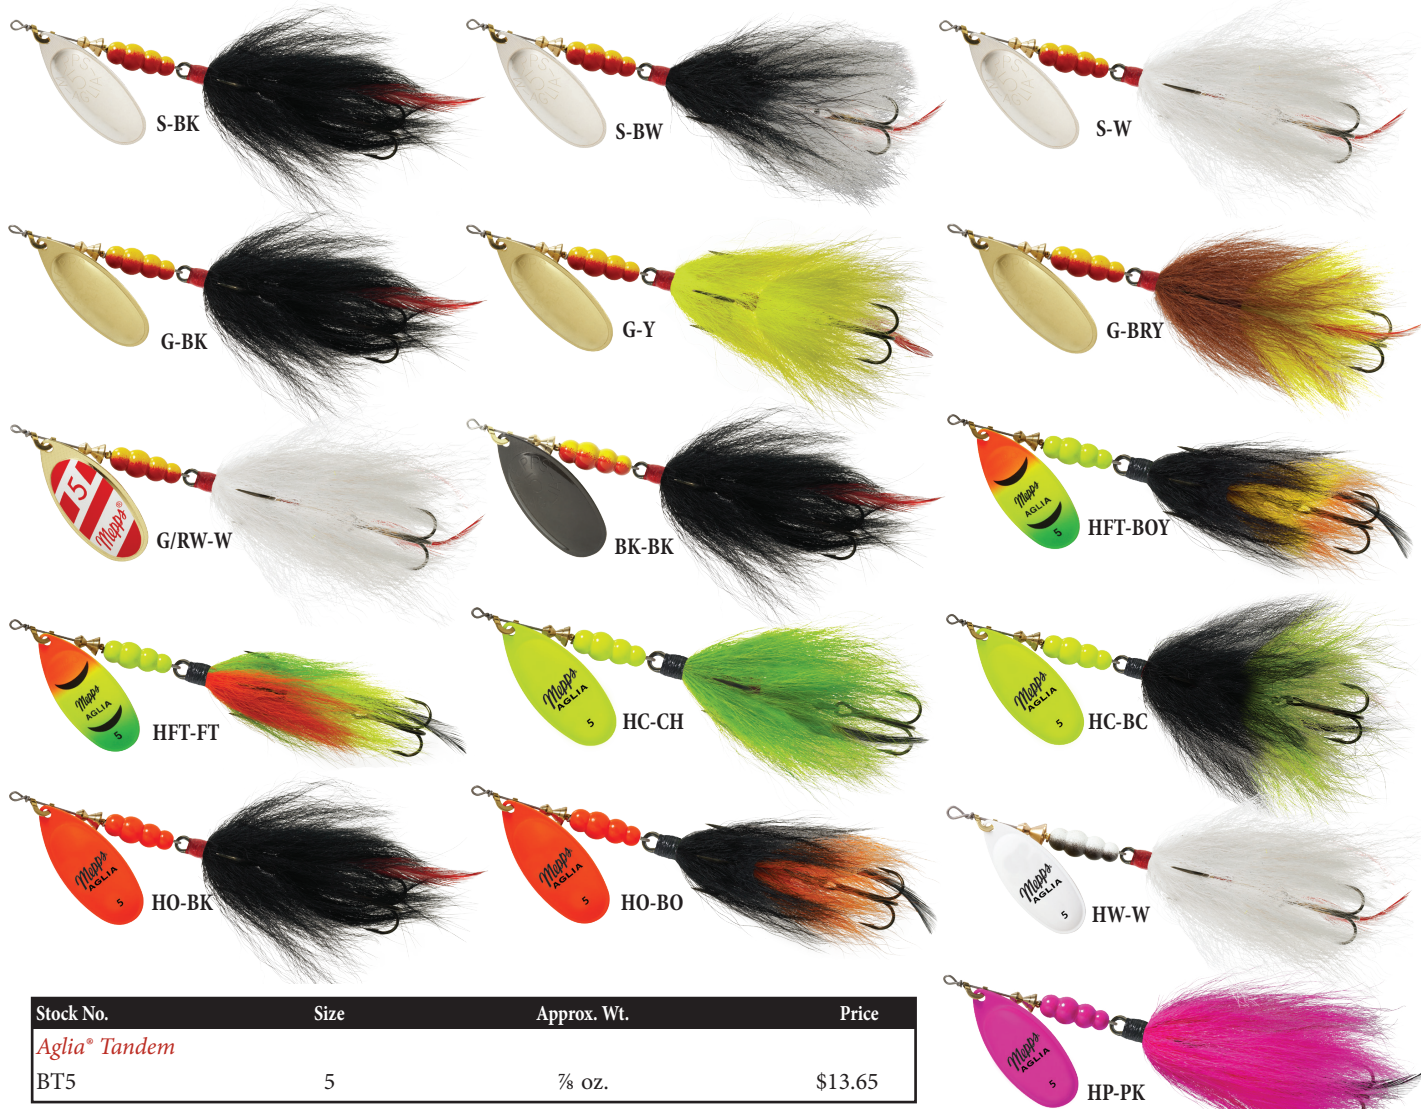 S-BK
S-BW
S-W
G-BK
G-Y
G-BRY
5
Mepps®
G/RW-W
BK-BK
Mepps
AGLIA
5
HFT-BOY
Mepps
AGLIA
5
HFT-FT
Mepps
AGLIA
5
HC-CH
Mepps
AGLIA
5
HC-BC
Mepps
AGLIA
5
HO-BK
Mepps
AGLIA
5
HO-BO
Mepps
AGLIA
5
HW-W
Mepps
AGLIA
5
HP-PK
Stock No. Size Approx. Wt. Price
Aglia® Tandem
BT5 5 ⅞ oz. $13.65